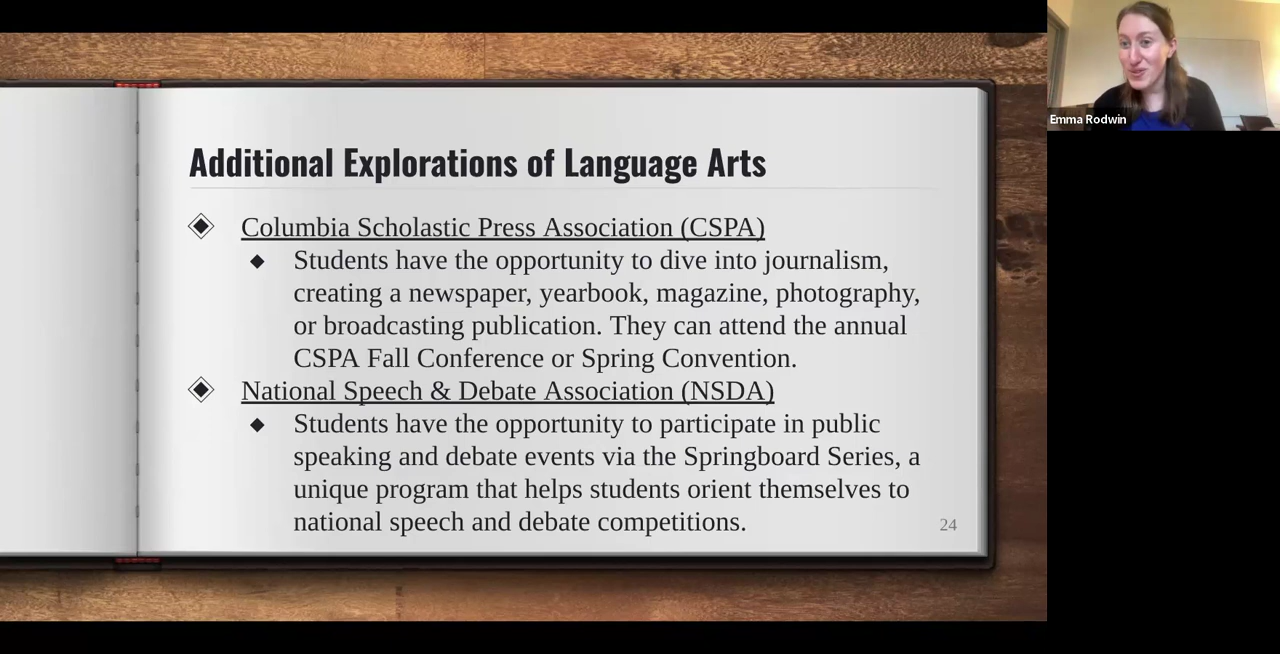 Additional Explorations of Language Arts
Columbia Scholastic Press Association (CSPA)
Students have the opportunity to dive into journalism,
creating a newspaper, yearbook, magazine, photography,
or broadcasting publication. They can attend the annual
CSPA Fall Conference or Spring Convention.
National Speech & Debate Association (NSDA)
Students have the opportunity to participate in public
speaking and debate events via the Springboard Series, a
unique program that helps students orient themselves to
national speech and debate competitions.
24
Emma Rodwin